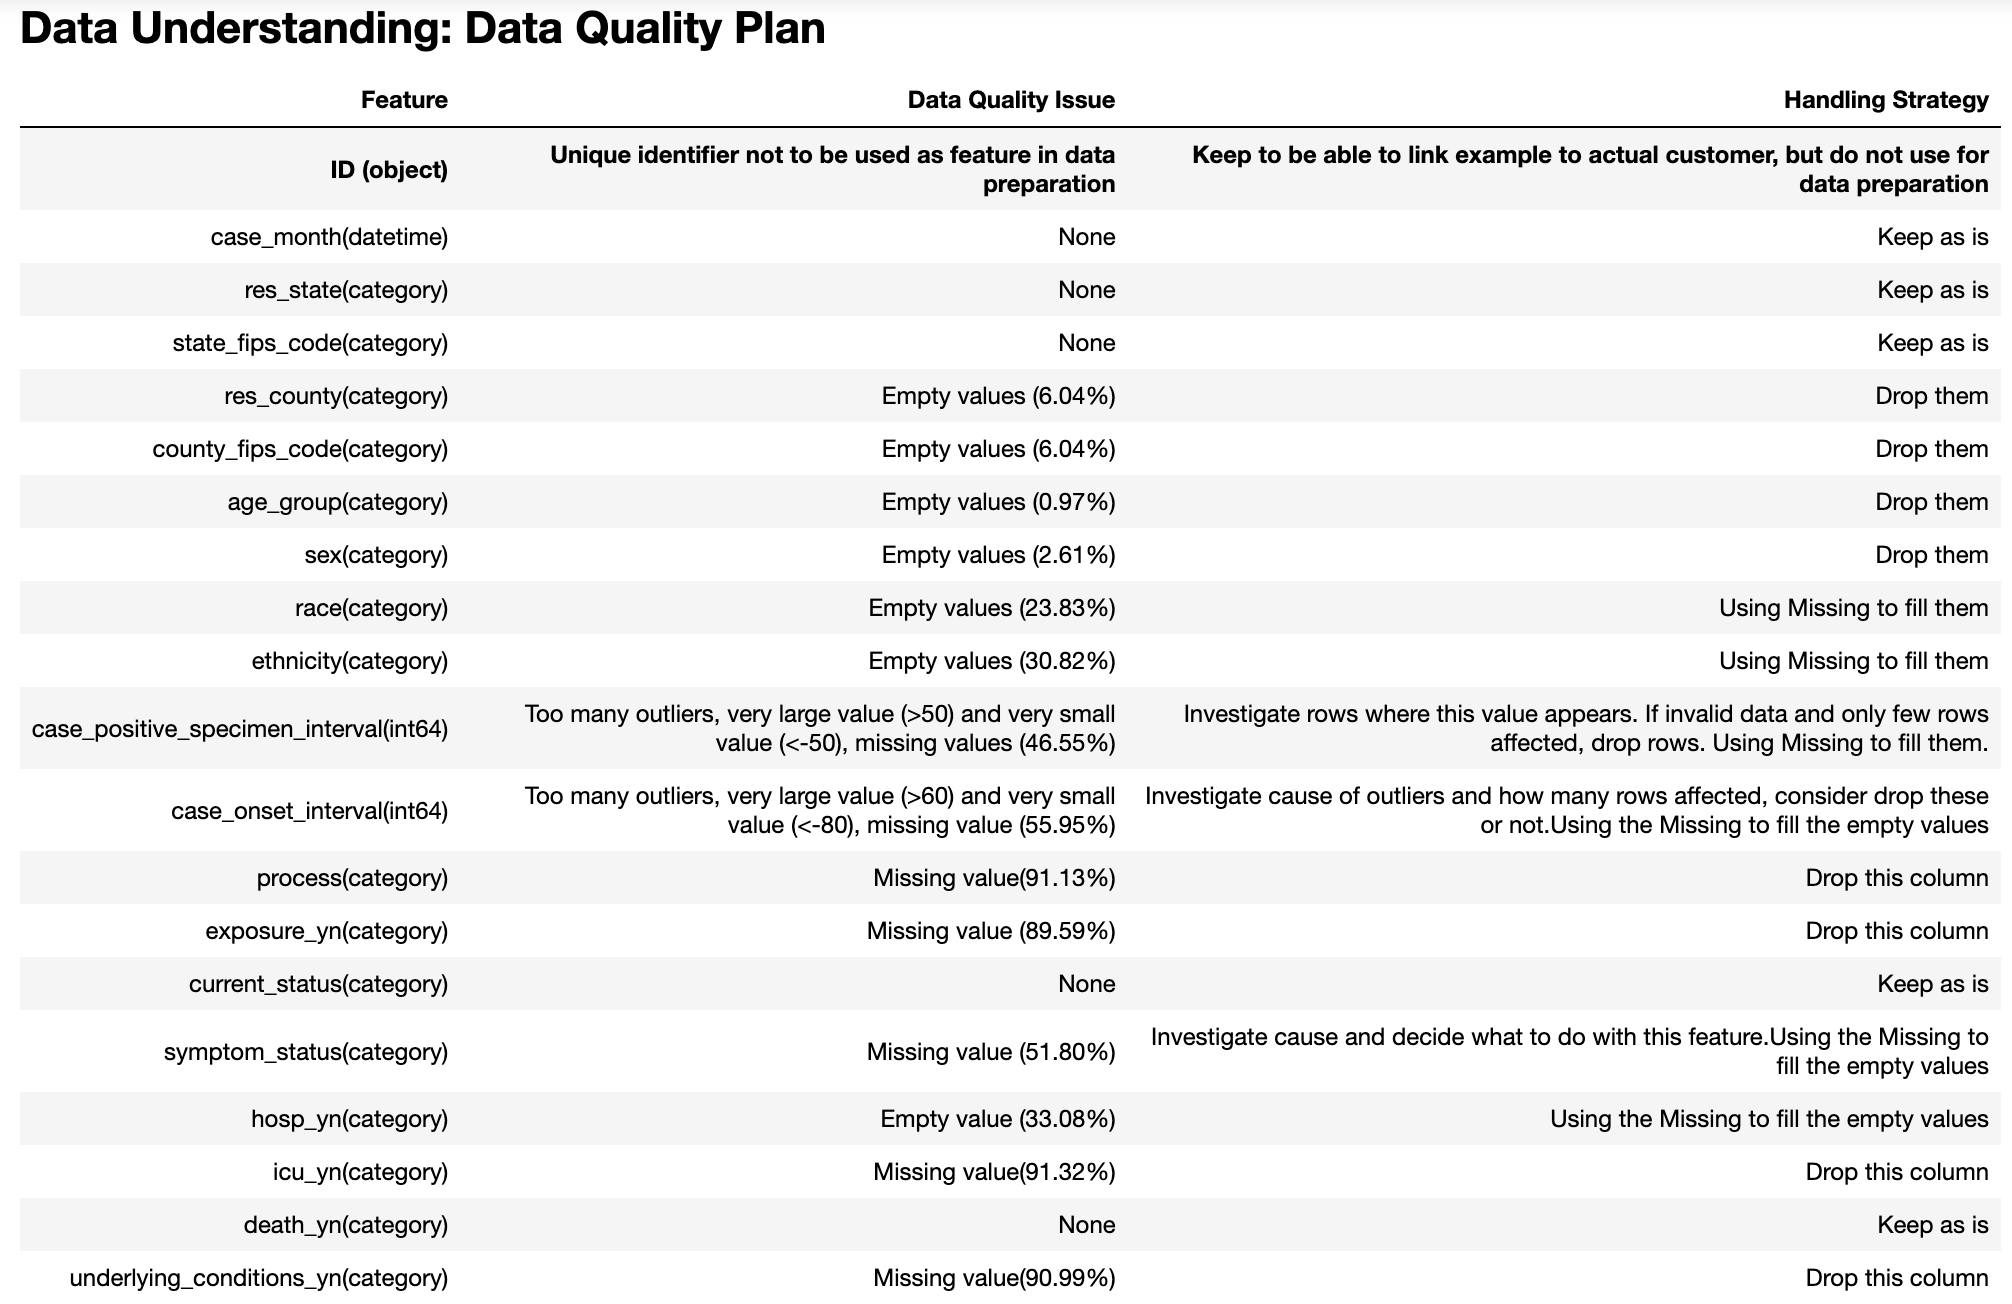 Data Understanding: Data Quality Plan
Feature Data Quality Issue Handling Strategy
ID (object) Unique identifier not to be used as feature in data preparation Keep to be able to link example to actual customer, but do not use for data preparation
case_month(datetime) None Keep as is
res_state(category) None Keep as is
state_fips_code(category) None Keep as is
res_county(category) Empty values (6.04%) Drop them
county_fips_code(category) Empty values (6.04%) Drop them
age_group(category) Empty values (0.97%) Drop them
sex(category) Empty values (2.61%) Drop them
race(category) Empty values (23.83%) Using Missing to fill them
ethnicity(category) Empty values (30.82%) Using Missing to fill them
case_positive_specimen_interval(int64) Too many outliers, very large value (>50) and very small value (<-50), missing values (46.55%) Investigate rows where this value appears. If invalid data and only few rows affected, drop rows. Using Missing to fill them.
case_onset_interval(int64) Too many outliers, very large value (>60) and very small value (<-80), missing value (55.95%) Investigate cause of outliers and how many rows affected, consider drop these or not.Using the Missing to fill the empty values
process(category) Missing value(91.13%) Drop this column
exposure_yn(category) Missing value (89.59%) Drop this column
current_status(category) None Keep as is
symptom_status(category) Missing value (51.80%) Investigate cause and decide what to do with this feature.Using the Missing to fill the empty values
hosp_yn(category) Empty value (33.08%) Using the Missing to fill the empty values
icu_yn(category) Missing value(91.32%) Drop this column
death_yn(category) None Keep as is
underlying_conditions_yn(category) Missing value(90.99%) Drop this column